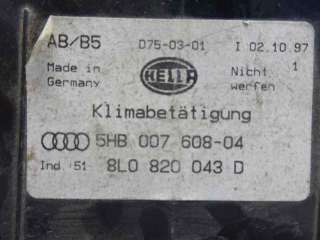 AB/B5 D75-03-01 I 02.10.97
Made in Germany HELLA Nicht werfen 1
Klimabetätigung
5HB 007 608-04
Ind. 51 8L0 820 043 D